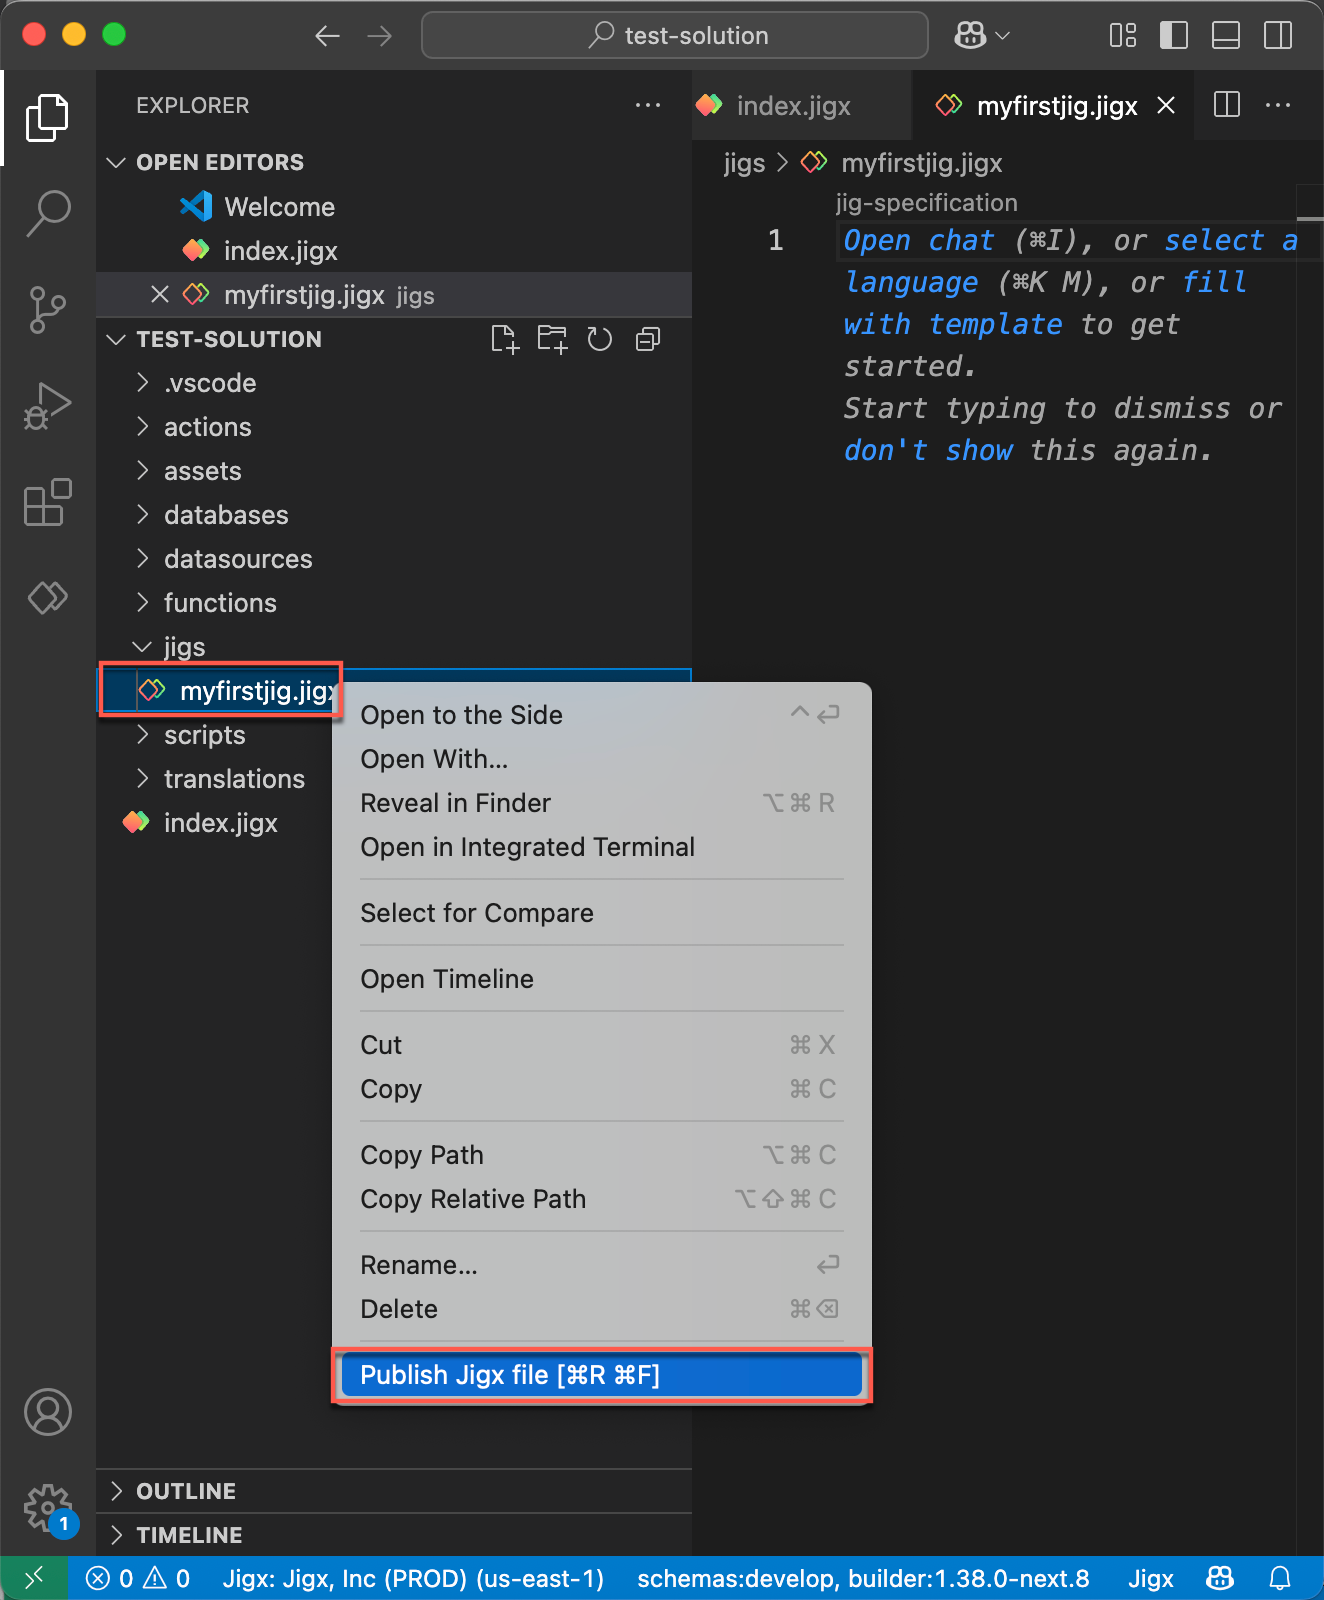 test-solution
EXPLORER
OPEN EDITORS
Welcome
index.jigx
myfirstjig.jigx jigs
TEST-SOLUTION
.vscode
actions
assets
databases
datasources
functions
jigs
myfirstjig.jigx
scripts
translations
index.jigx
OUTLINE
TIMELINE
index.jigx
myfirstjig.jigx
jigs > myfirstjig.jigx
jig-specification
1 Open chat (⌘I), or select a
language (⌘K M), or fill
with template to get
started.
Start typing to dismiss or
don't show this again.
Open to the Side ⌃↩
Open With...
Reveal in Finder ⌥⌘ R
Open in Integrated Terminal
Select for Compare
Open Timeline
Cut ⌘ X
Copy ⌘ C
Copy Path ⌥⌘ C
Copy Relative Path ⌥⇧⌘ C
Rename... ↩
Delete ⌘⌫
Publish Jigx file [⌘R ⌘F]
1
0 0 Jigx: Jigx, Inc (PROD) (us-east-1) schemas:develop, builder:1.38.0-next.8 Jigx